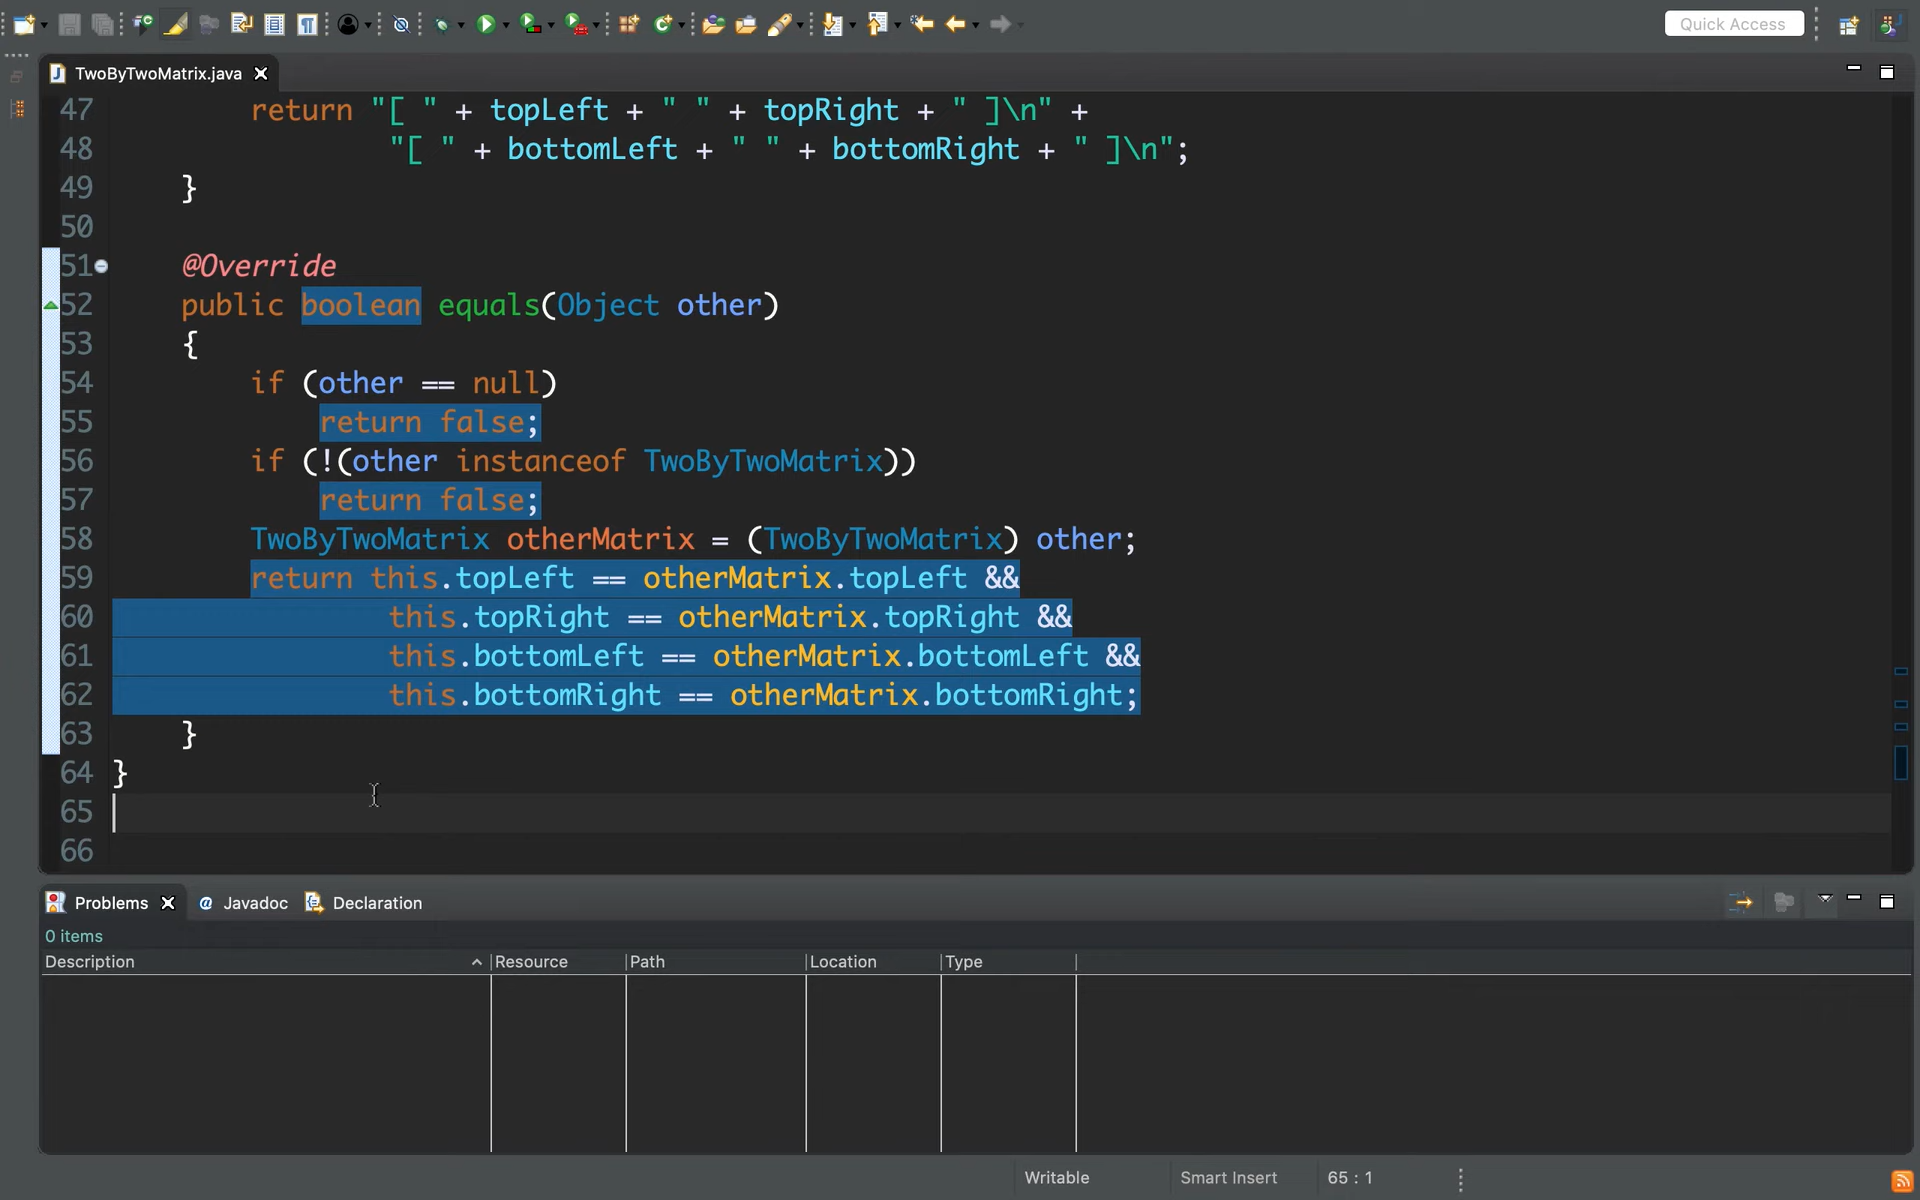 Quick Access
TwoByTwoMatrix.java
47 return "[ " + topLeft + " " + topRight + " ]\n" +
48 "[ " + bottomLeft + " " + bottomRight + " ]\n";
49 }
50
51 @Override
52 public boolean equals(Object other)
53 {
54 if (other == null)
55 return false;
56 if (!(other instanceof TwoByTwoMatrix))
57 return false;
58 TwoByTwoMatrix otherMatrix = (TwoByTwoMatrix) other;
59 return this.topLeft == otherMatrix.topLeft &&
60 this.topRight == otherMatrix.topRight &&
61 this.bottomLeft == otherMatrix.bottomLeft &&
62 this.bottomRight == otherMatrix.bottomRight;
63 }
64 }
65
66
Problems @ Javadoc Declaration
0 items
Description Resource Path Location Type
Writable Smart Insert 65 : 1